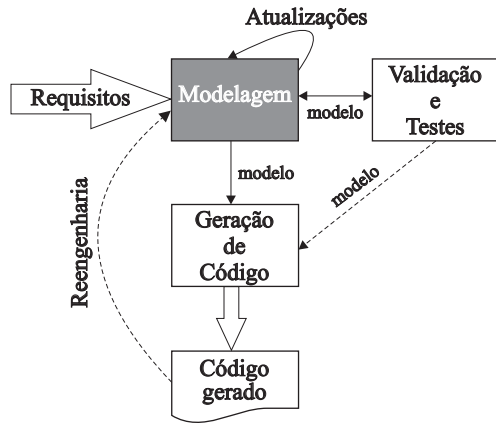 Atualizações
Requisitos
Modelagem
modelo
Validação
e
Testes
modelo
modelo
Reengenharia
Geração
de
Código
Código
gerado